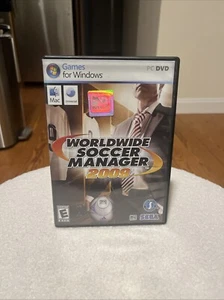 Games
for Windows
PC DVD
Mac
WORLDWIDE
SOCCER
MANAGER
2009
E
SEGA